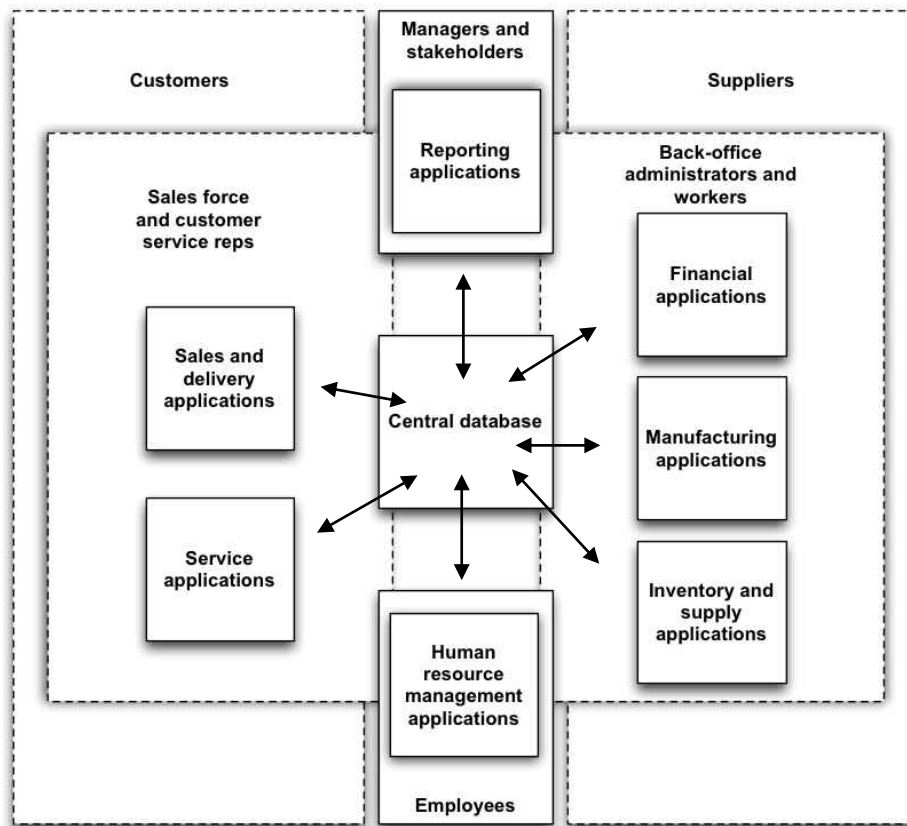 Managers and
stakeholders
Customers
Suppliers
Reporting
applications
Back-office
administrators and
workers
Sales force
and customer
service reps
Financial
applications
Sales and
delivery
applications
Central database
Manufacturing
applications
Service
applications
Inventory and
supply
applications
Human
resource
management
applications
Employees